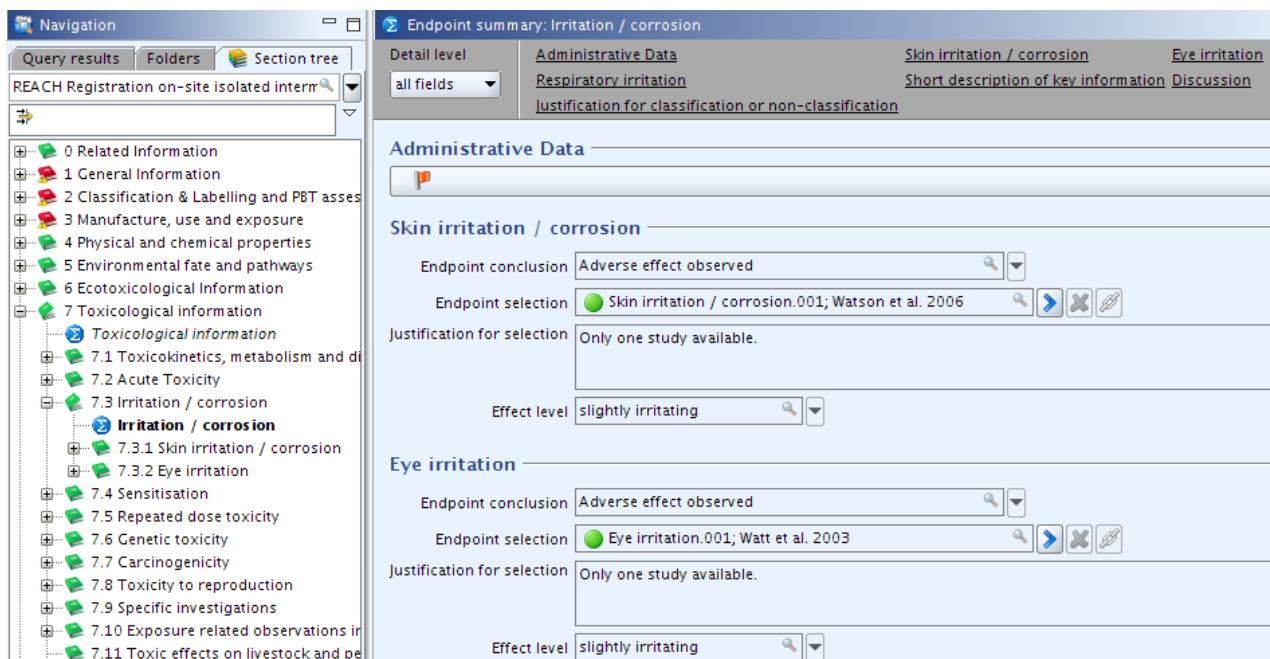 Navigation
Query results Folders Section tree
REACH Registration on-site isolated interm
0 Related Information
1 General Information
2 Classification & Labelling and PBT asses
3 Manufacture, use and exposure
4 Physical and chemical properties
5 Environmental fate and pathways
6 Ecotoxicological Information
7 Toxicological information
Toxicological information
7.1 Toxicokinetics, metabolism and di
7.2 Acute Toxicity
7.3 Irritation / corrosion
Irritation / corrosion
7.3.1 Skin irritation / corrosion
7.3.2 Eye irritation
7.4 Sensitisation
7.5 Repeated dose toxicity
7.6 Genetic toxicity
7.7 Carcinogenicity
7.8 Toxicity to reproduction
7.9 Specific investigations
7.10 Exposure related observations in
7.11 Toxic effects on livestock and pe
Endpoint summary: Irritation / corrosion
Detail level
all fields
Administrative Data Skin irritation / corrosion Eye irritation
Respiratory irritation Short description of key information Discussion
Justification for classification or non-classification
Administrative Data
Skin irritation / corrosion
Endpoint conclusion Adverse effect observed
Endpoint selection Skin irritation / corrosion.001; Watson et al. 2006
Justification for selection Only one study available.
Effect level slightly irritating
Eye irritation
Endpoint conclusion Adverse effect observed
Endpoint selection Eye irritation.001; Watt et al. 2003
Justification for selection Only one study available.
Effect level slightly irritating